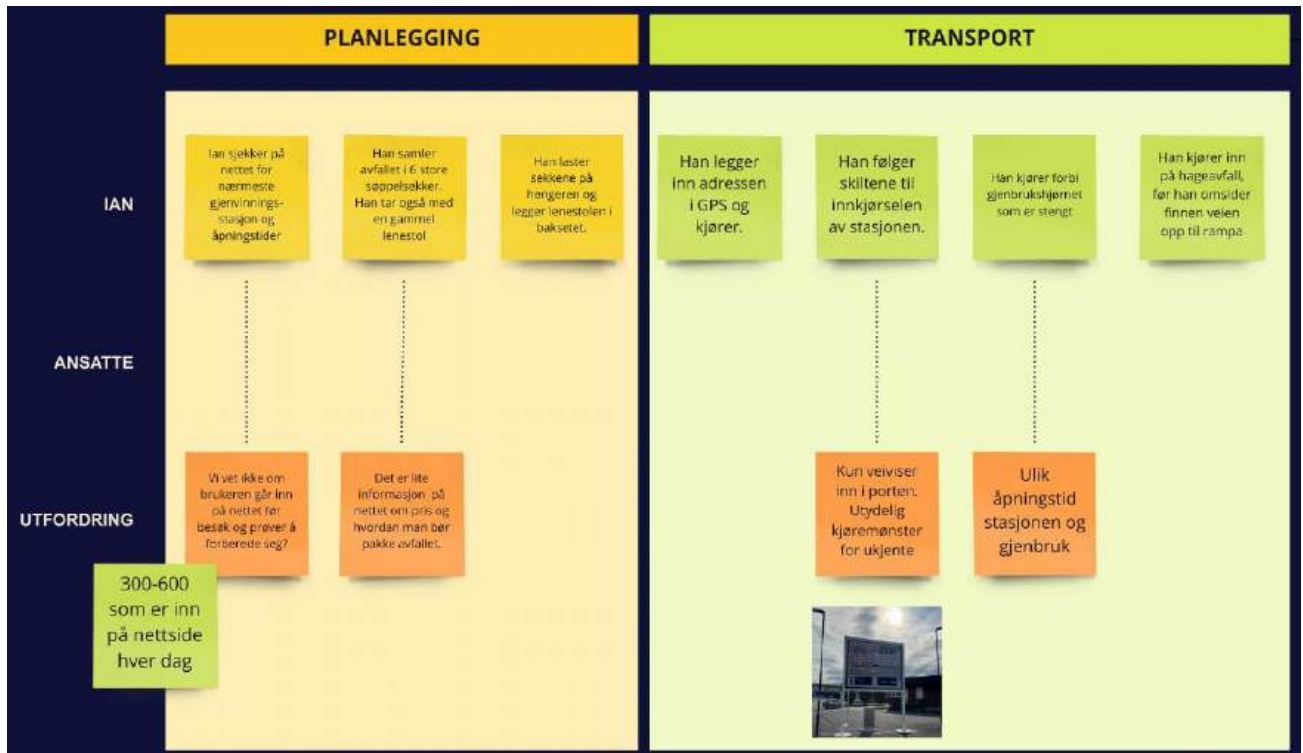 PLANLEGGING
TRANSPORT
IAN
Ian sjekker på
nettet for
nærmeste
gjenvinnings-
stasjon og
åpningstider
Han samler
avfallet i 6 store
søppelsekker.
Han tar også med
en gammel
lenestol
Han laster
sekkene på
hengeren og
legger lenestolen i
baksetet.
Han legger
inn adressen
i GPS og
kjører.
Han følger
skiltene til
innkjørselen
av stasjonen.
Han kjører forbi
gjenbrukshjørnet
som er stengt
Han kjører inn
på hageavfall,
før han omsider
finnen veien
opp til rampa
ANSATTE
UTFORDRING
Vi vet ikke om
brukeren går inn
på nettet før
besøk og prøver å
forberede seg?
Det er lite
informasjon på
nettet om pris og
hvordan man bør
pakke avfallet.
Kun veiviser
inn i porten.
Utydelig
kjøremønster
for ukjente
Ulik
åpningstid
stasjonen og
gjenbruk
300-600
som er inn
på nettside
hver dag